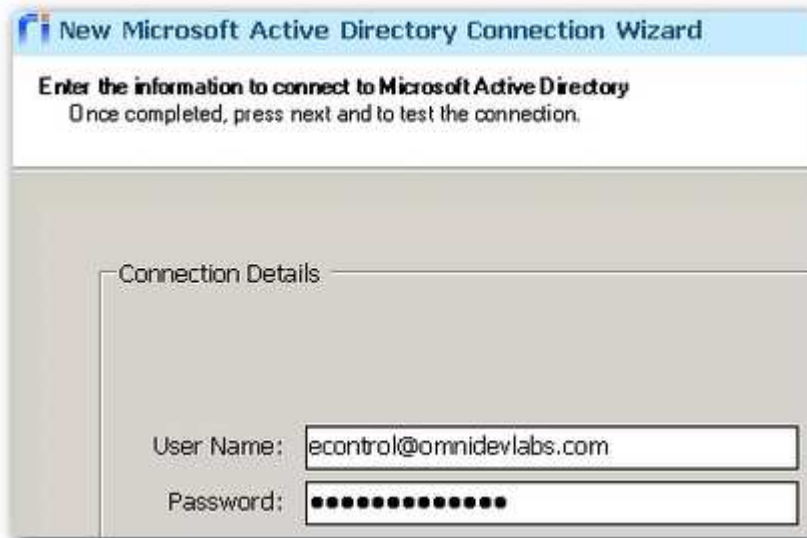 New Microsoft Active Directory Connection Wizard
Enter the information to connect to Microsoft Active Directory
Once completed, press next and to test the connection.
Connection Details
User Name: econtrol@omnidevlabs.com
Password: ●●●●●●●●●●●●●